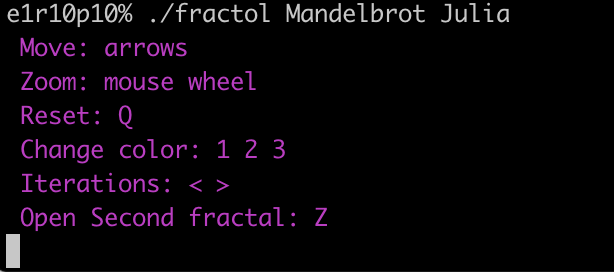 e1r10p10% ./fractol Mandelbrot Julia
Move: arrows
Zoom: mouse wheel
Reset: Q
Change color: 1 2 3
Iterations: < >
Open Second fractal: Z